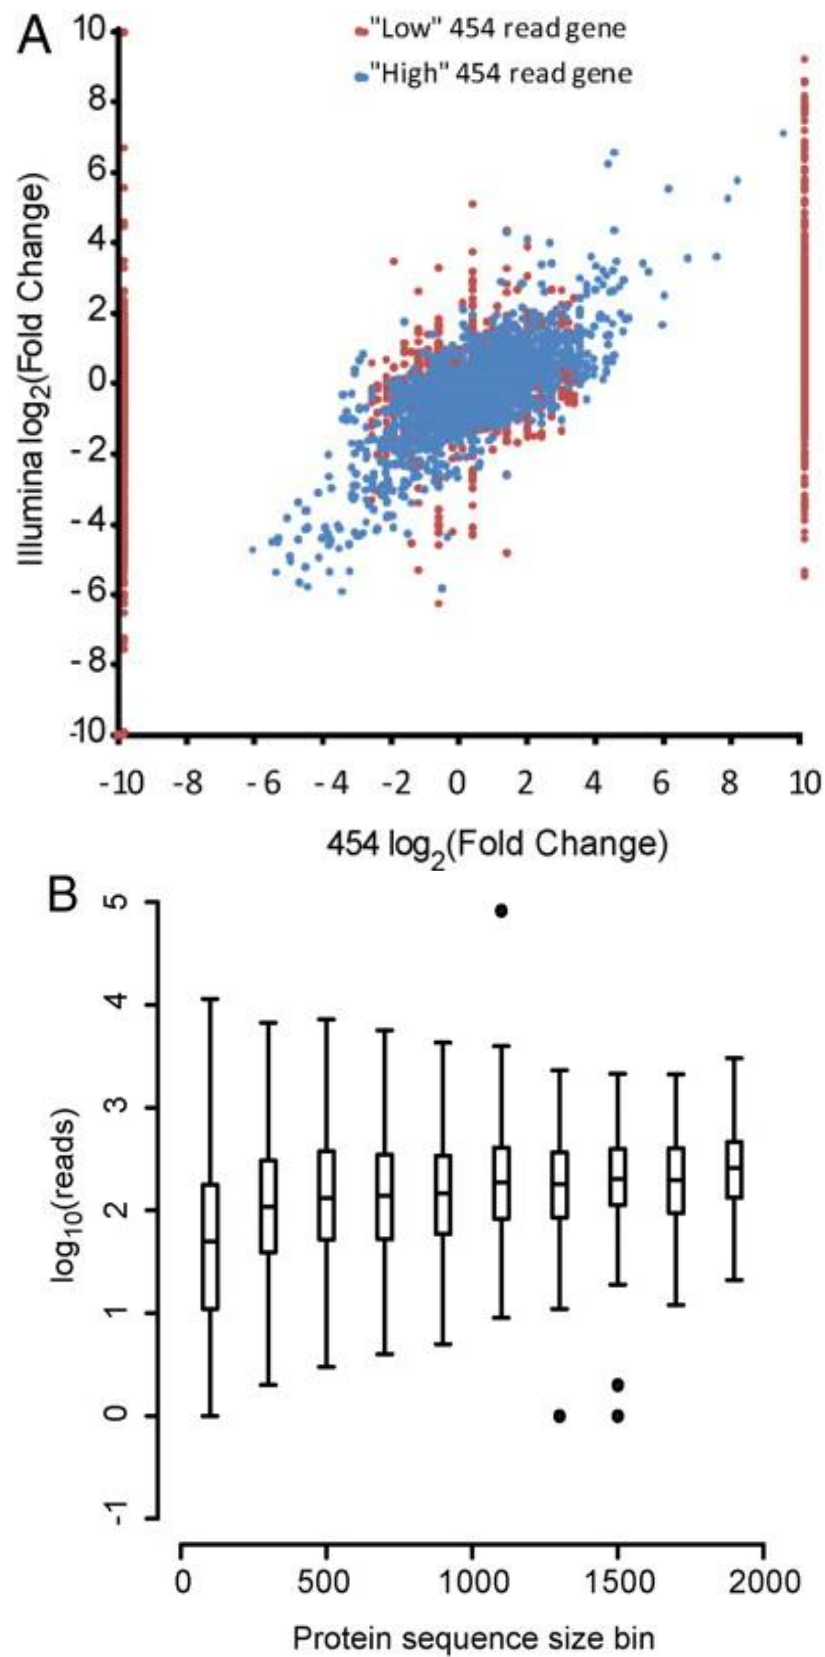 A
"Low" 454 read gene
"High" 454 read gene
Illumina log2(Fold Change)
10
8
6
4
2
0
-2
-4
-6
-8
-10
-10 -8 -6 -4 -2 0 2 4 6 8 10
454 log2(Fold Change)
B
log10(reads)
5
4
3
2
1
0
-1
0 500 1000 1500 2000
Protein sequence size bin